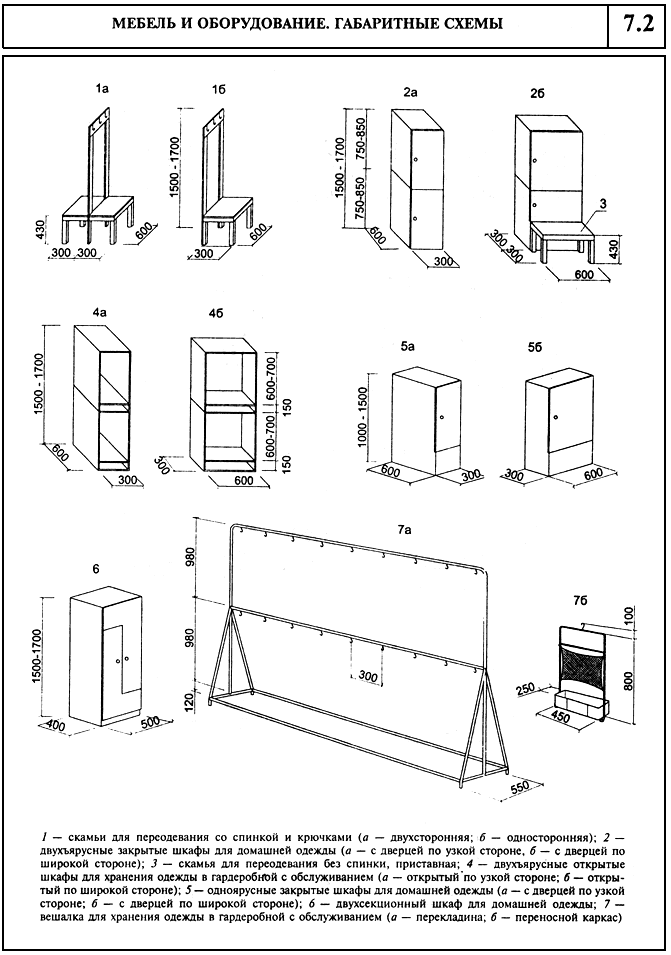 МЕБЕЛЬ И ОБОРУДОВАНИЕ. ГАБАРИТНЫЕ СХЕМЫ
7.2
1а
1б
2а
2б
1500 - 1700
1500 - 1700
750-850
750-850
3
430
300
300
600
300
600
600
300
300
300
600
430
4а
4б
5а
5б
1500 - 1700
600-700
150
600-700
150
1000 - 1500
600
300
300
600
600
300
300
600
7а
6
7б
980
980
120
300
550
1500-1700
400
500
100
800
250
450
1 — скамьи для переодевания со спинкой и крючками (а — двухсторонняя; б — односторонняя); 2 —
двухъярусные закрытые шкафы для домашней одежды (а — с дверцей по узкой стороне, б — с дверцей по
широкой стороне); 3 — скамья для переодевания без спинки, приставная; 4 — двухъярусные открытые
шкафы для хранения одежды в гардеробной с обслуживанием (а — открытый по узкой стороне; б — откры-
тый по широкой стороне); 5 — одноярусные закрытые шкафы для домашней одежды (а — с дверцей по узкой
стороне; б — с дверцей по широкой стороне); 6 — двухсекционный шкаф для домашней одежды; 7 —
вешалка для хранения одежды в гардеробной с обслуживанием (а — перекладина; б — переносной каркас)